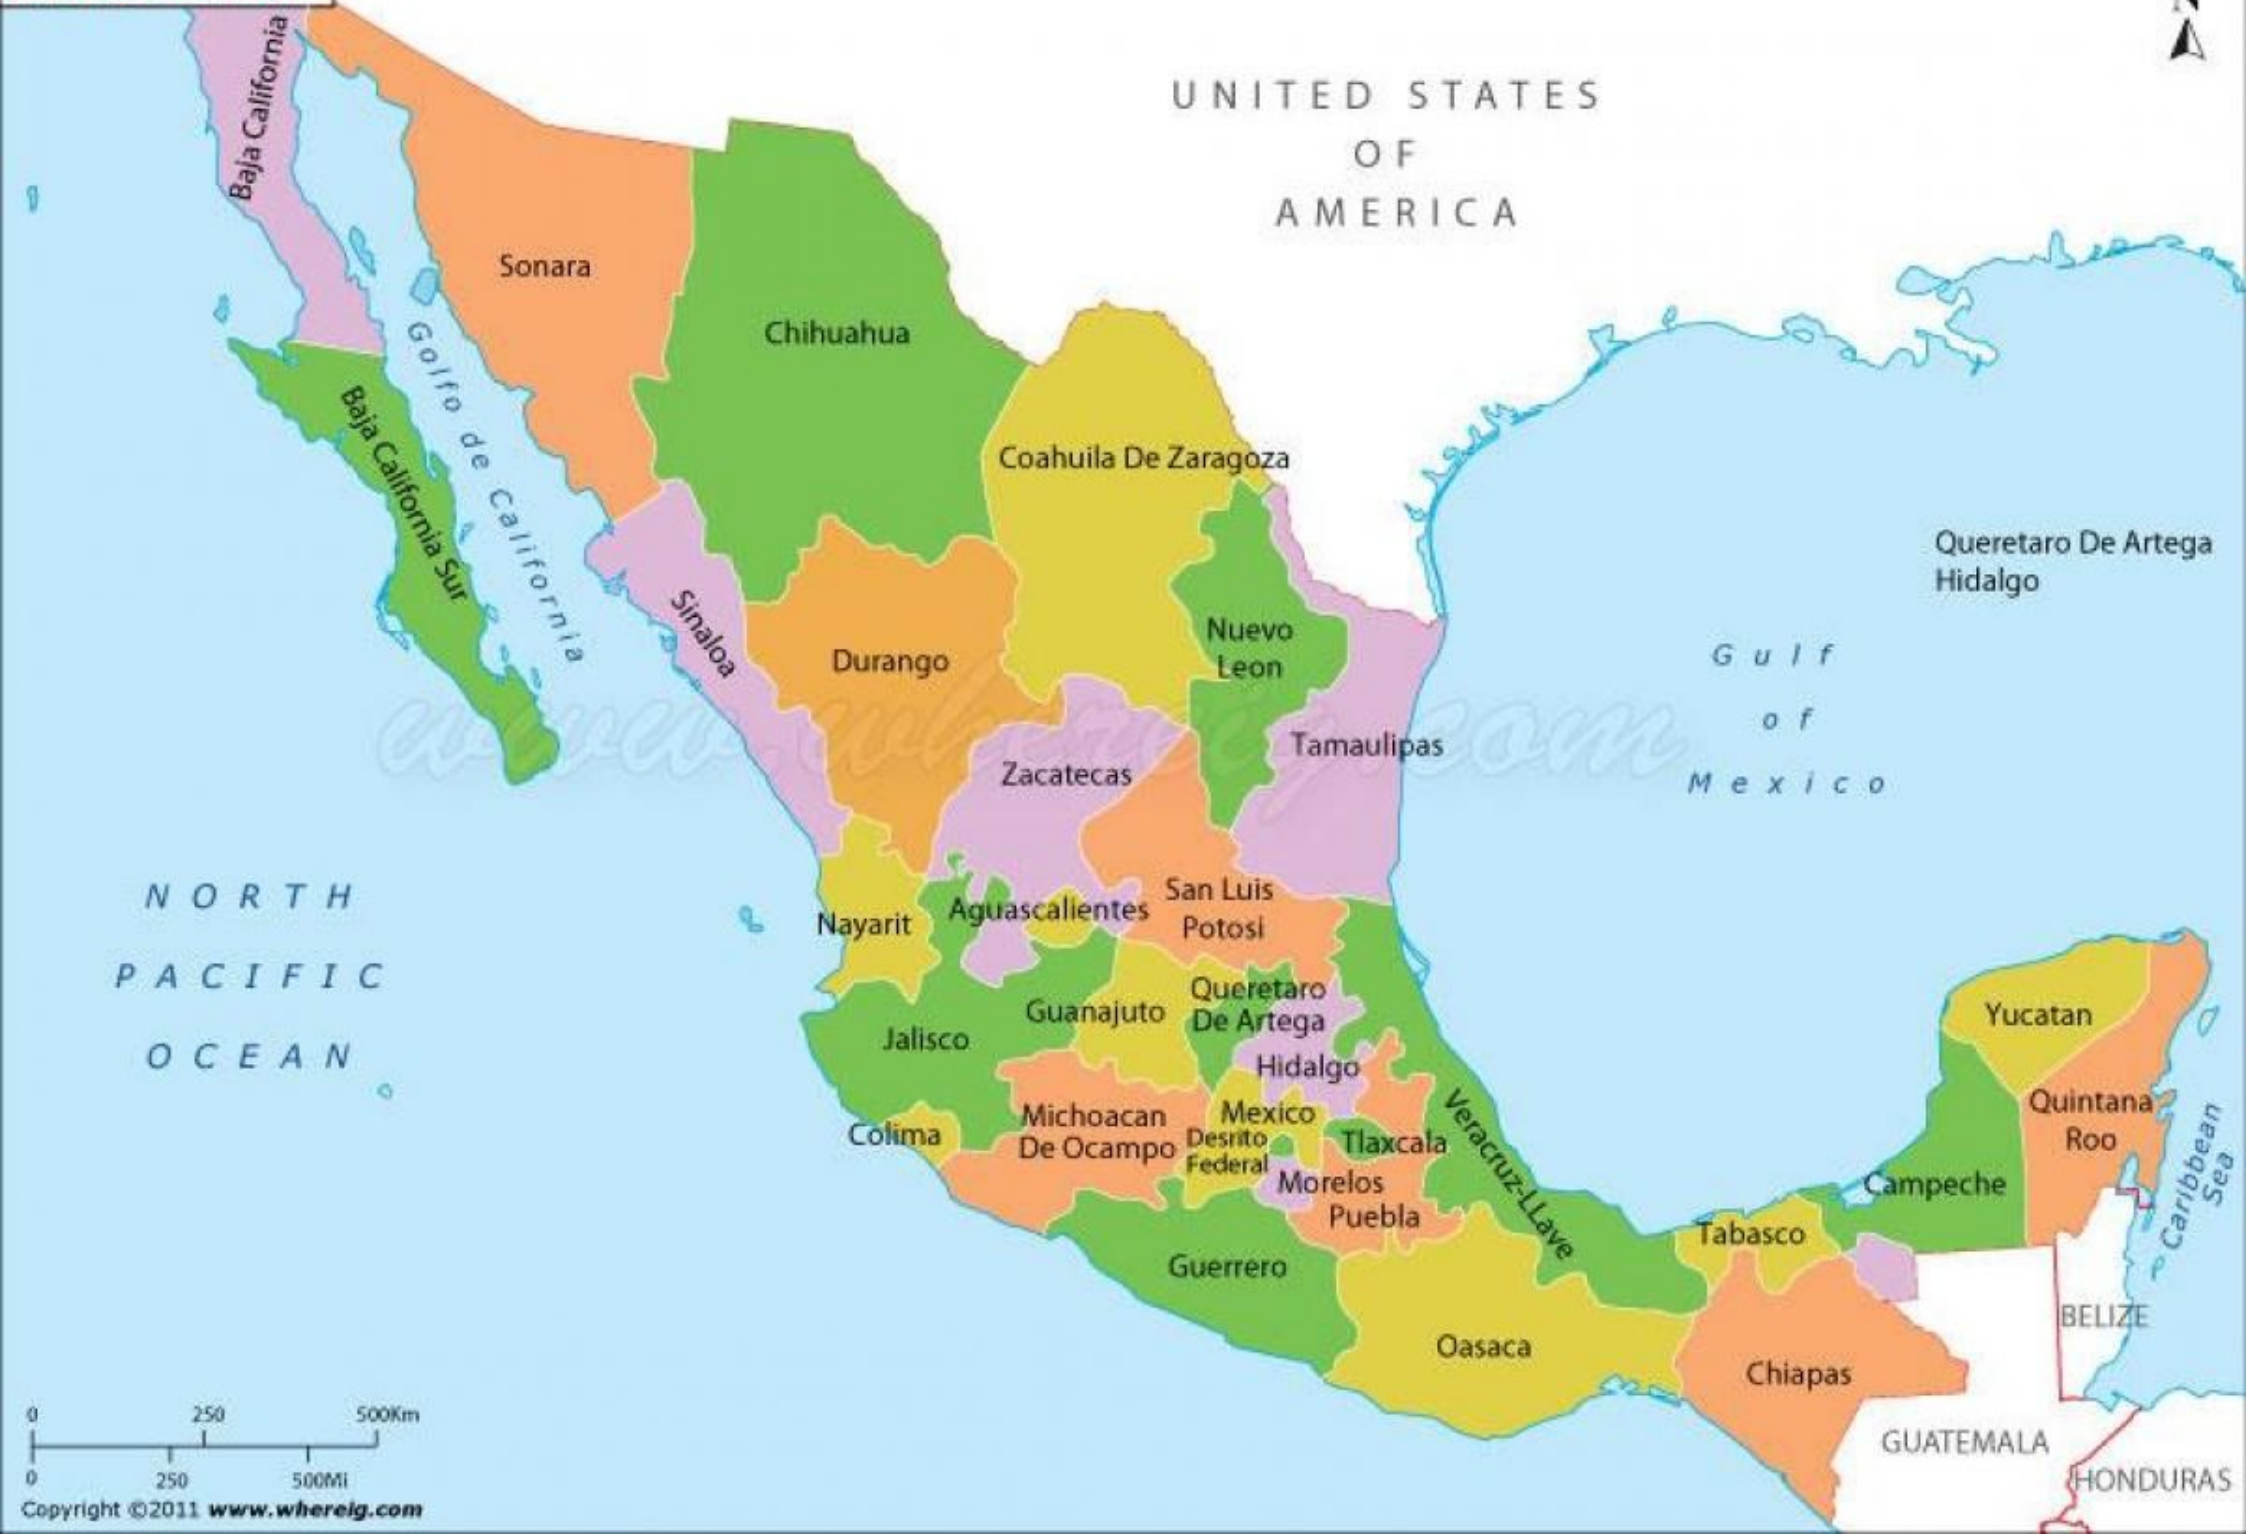 N
UNITED STATES
OF
AMERICA
Baja California
Sonara
Chihuahua
Golfo de California
Baja California Sur
Coahuila De Zaragoza
Queretaro De Artega
Hidalgo
Sinaloa
Durango
Nuevo
Leon
Gulf
of
Mexico
Tamaulipas
Zacatecas
www.whereig.com
NORTH
PACIFIC
OCEAN
Nayarit
Aguascalientes
San Luis
Potosi
Queretaro
De Artega
Guanajuto
Jalisco
Hidalgo
Yucatan
Quintana
Roo
Caribbean
Sea
Colima
Michoacan
De Ocampo
Mexico
Desrito
Federal
Tlaxcala
Morelos
Puebla
Veracruz-LLave
Campeche
Tabasco
Guerrero
Oasaca
Chiapas
BELIZE
GUATEMALA
HONDURAS
0 250 500Km
0 250 500Mi
Copyright ©2011 www.whereig.com